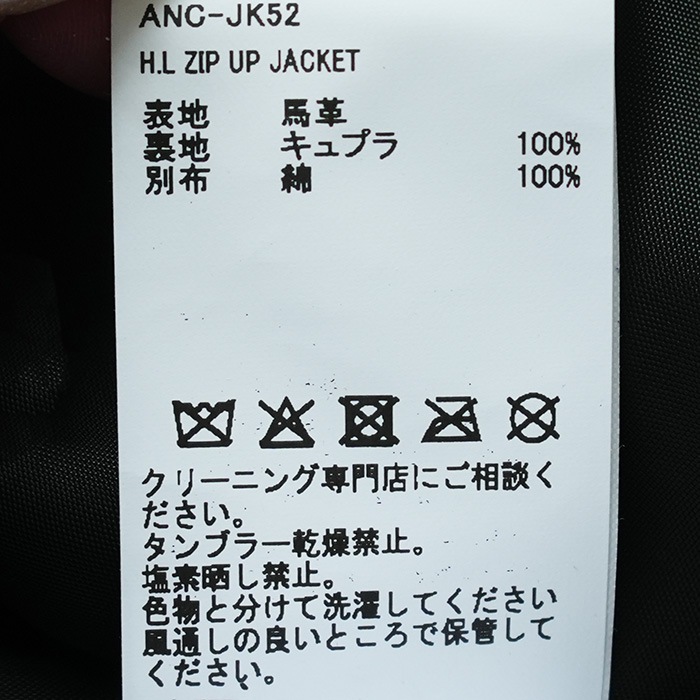 ANC-JK52
H.L ZIP UP JACKET
表地 馬革
裏地 キュプラ 100%
別布 綿 100%
クリーニング専門店にご相談く
ださい。
タンブラー乾燥禁止。
塩素晒し禁止。
色物と分けて洗濯してください
風通しの良いところで保管して
ください。